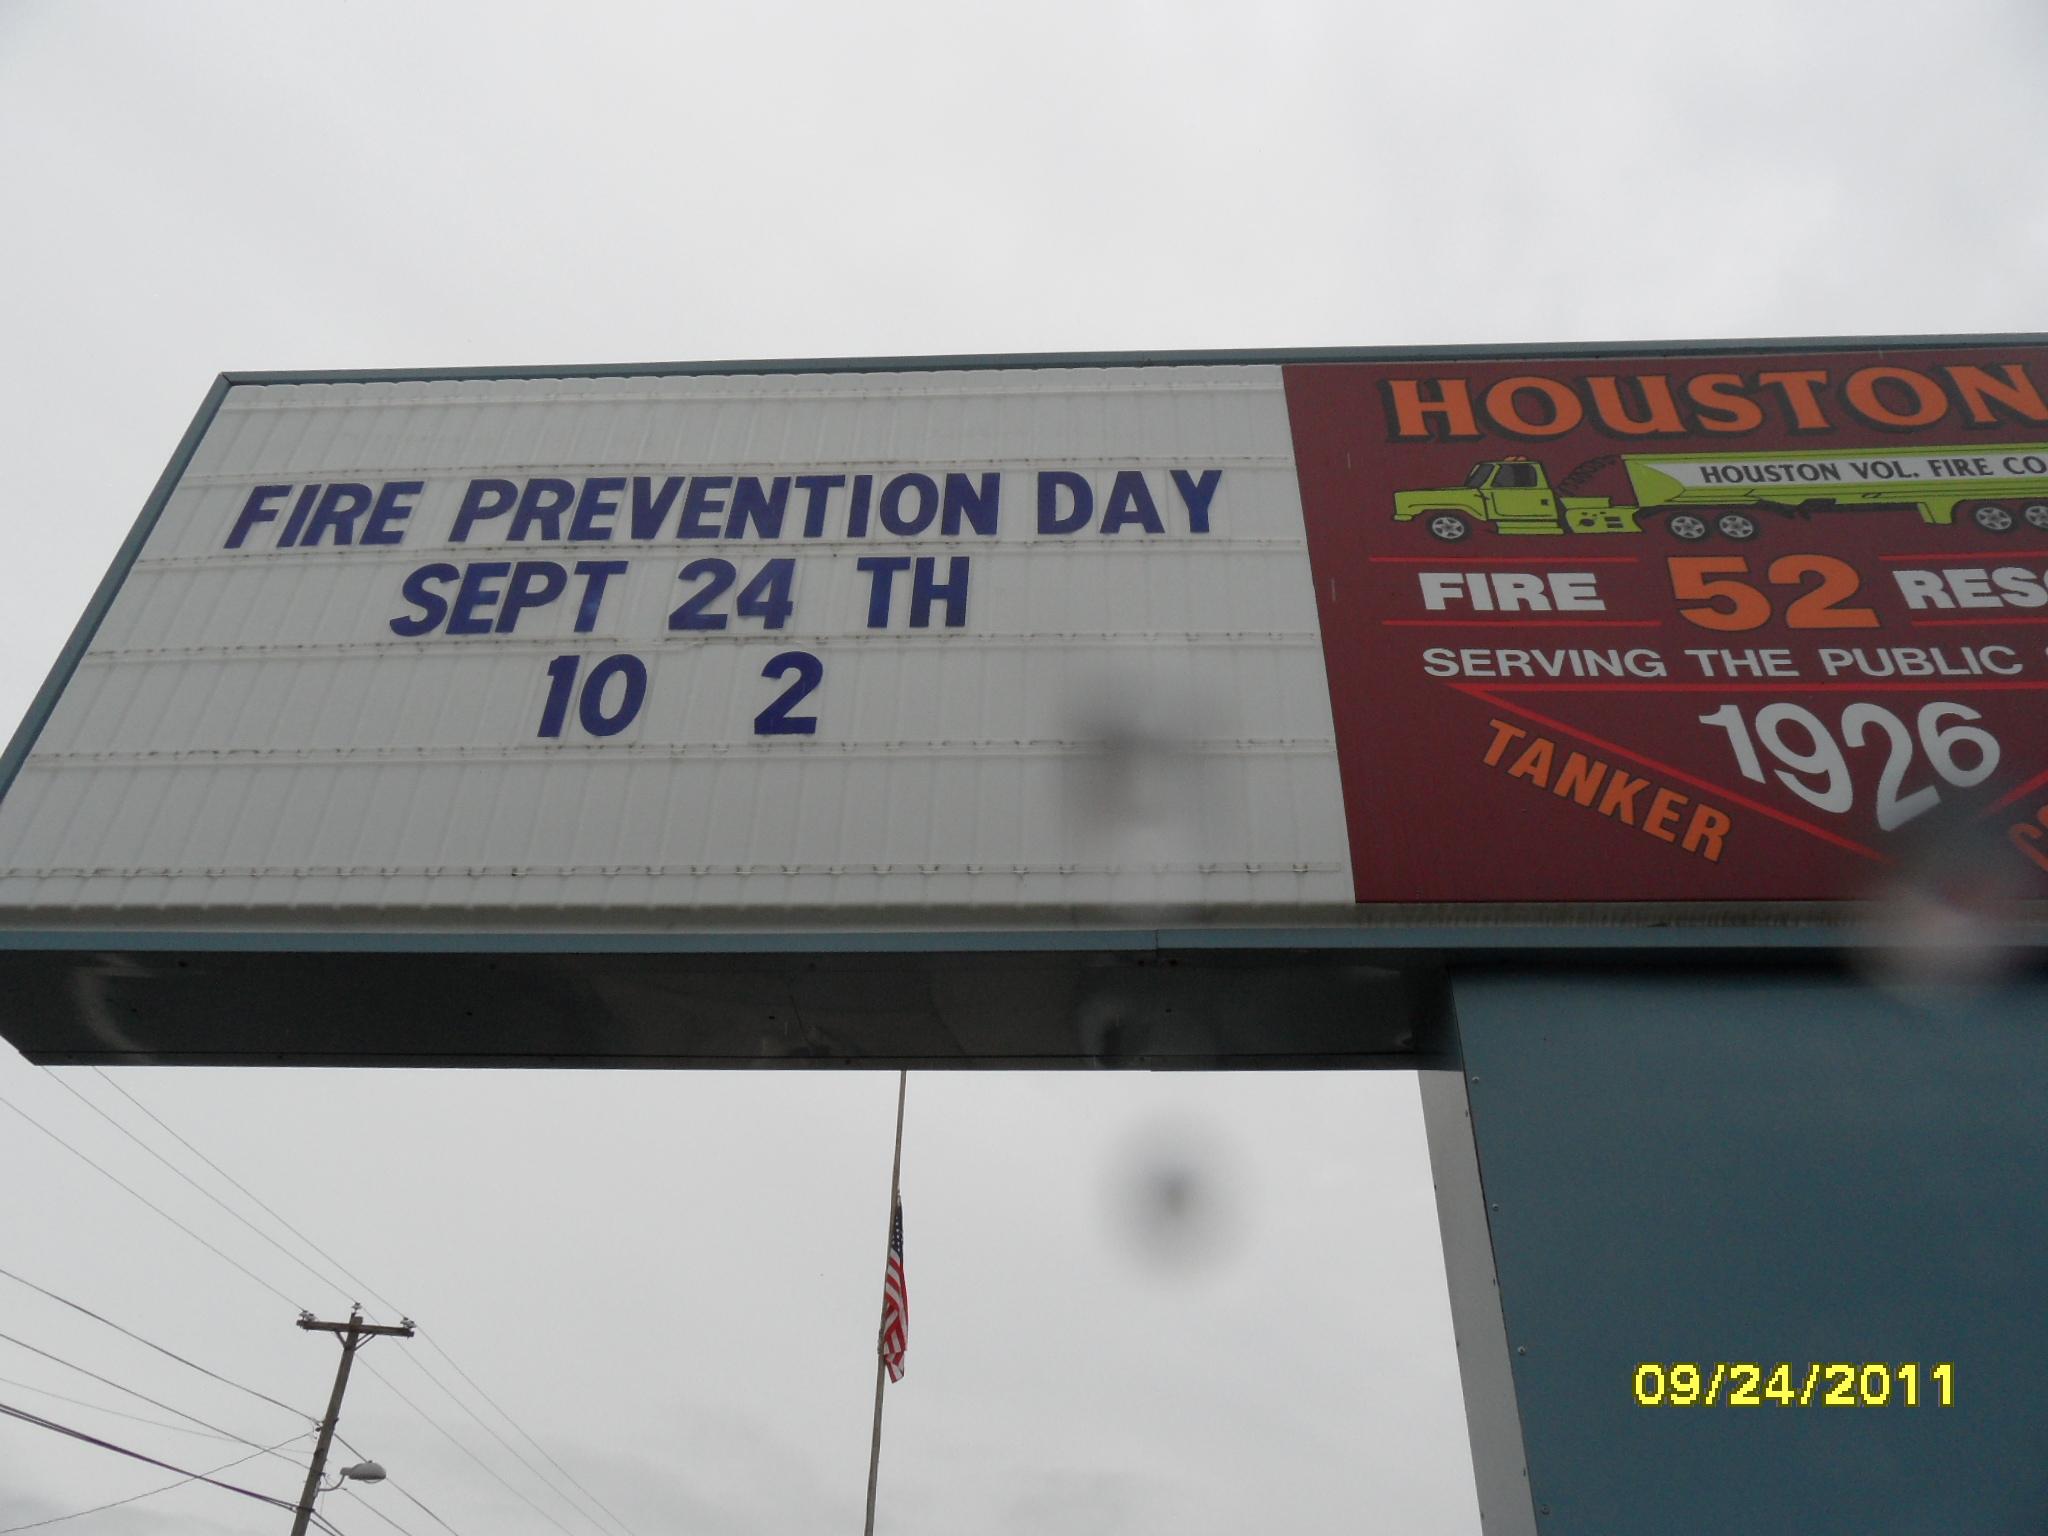 FIRE PREVENTION DAY
SEPT 24 TH
10 2
HOUSTON
HOUSTON VOL. FIRE CO.
FIRE 52
SERVING THE PUBLIC
1926
TANKER
09/24/2011